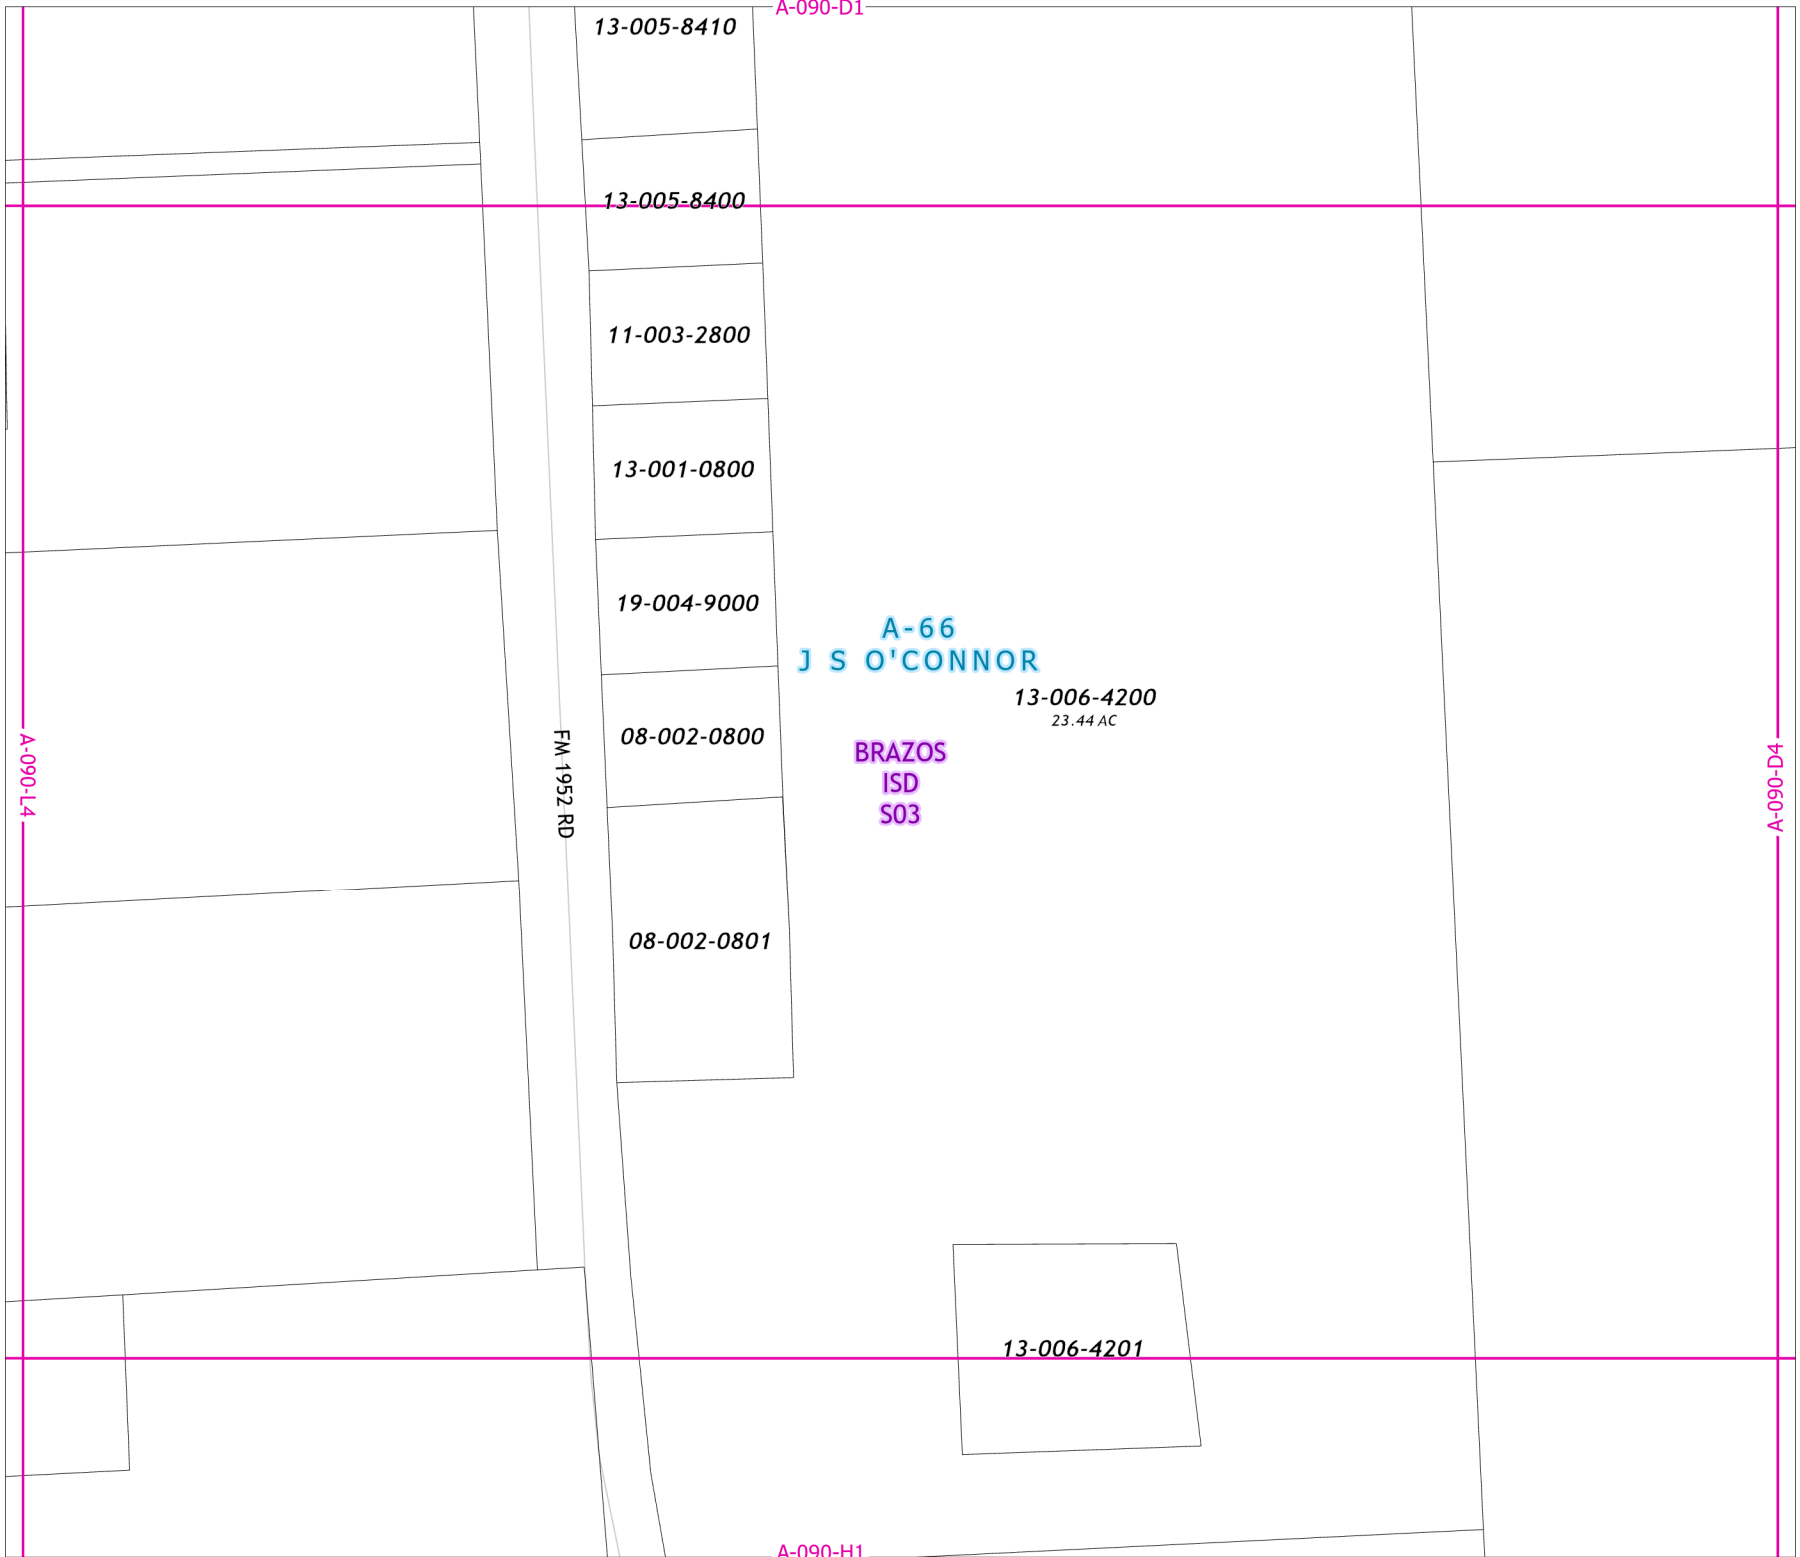 A-090-D1
13-005-8410
13-005-8400
11-003-2800
13-001-0800
19-004-9000
A-66
J S O'CONNOR
13-006-4200
23.44 AC
08-002-0800
BRAZOS
ISD
S03
A-090-L4
FM 1952 RD
A-090-D4
08-002-0801
13-006-4201
A-090-H1